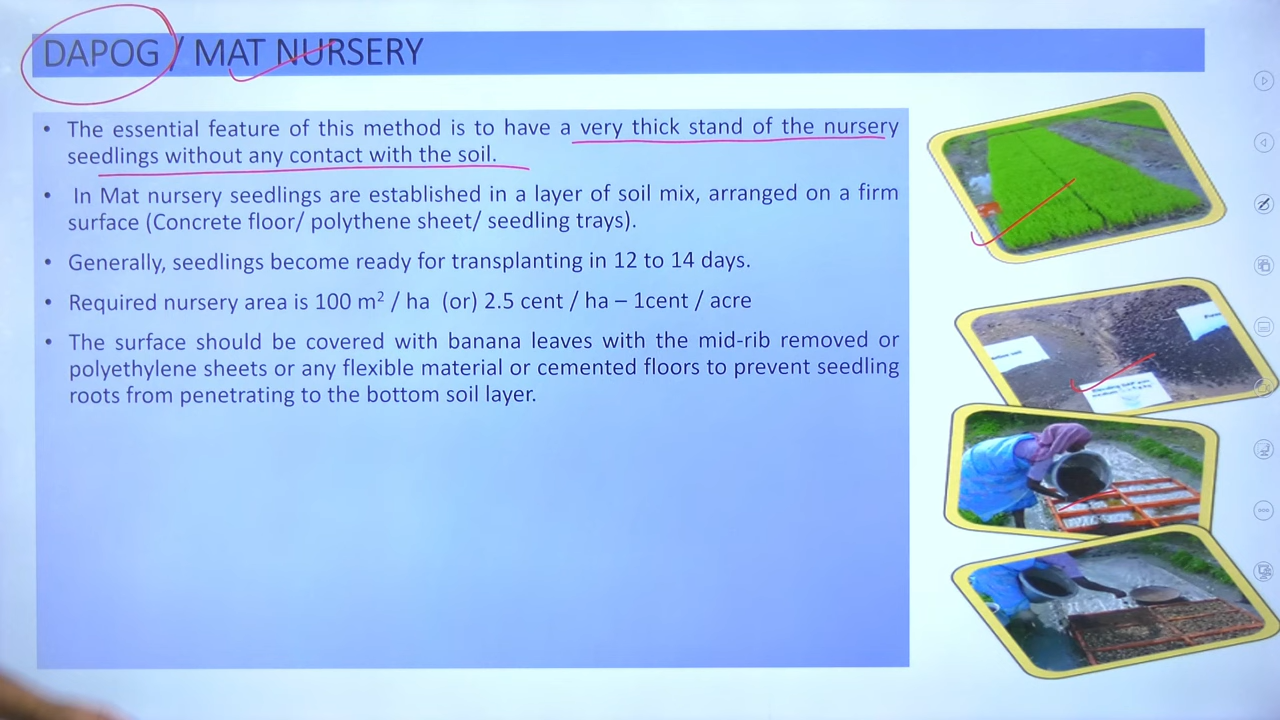 DAPOG / MAT NURSERY
• The essential feature of this method is to have a very thick stand of the nursery
seedlings without any contact with the soil.
• In Mat nursery seedlings are established in a layer of soil mix, arranged on a firm
surface (Concrete floor/ polythene sheet/ seedling trays).
• Generally, seedlings become ready for transplanting in 12 to 14 days.
• Required nursery area is 100 m² / ha (or) 2.5 cent / ha – 1cent / acre
• The surface should be covered with banana leaves with the mid-rib removed or
polyethylene sheets or any flexible material or cemented floors to prevent seedling
roots from penetrating to the bottom soil layer.